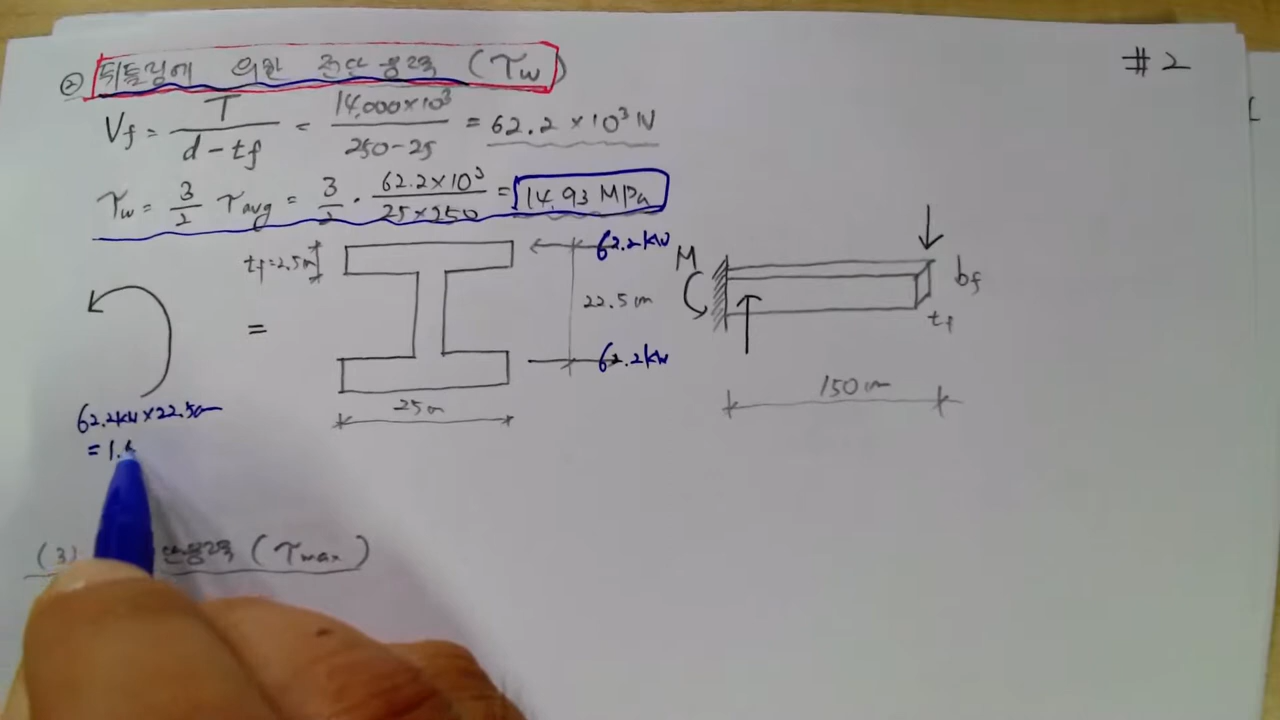 ② 뒤틀림에 의한 전단응력 (τw)
#2
Vf = T / (d-tf) = 14,000×10³ / (250-25) = 62.2 ×10³ N
τw = 3/2 τavg = 3/2 · 62.2×10³ / (25×250) = 14.93 MPa
tf=2.5cm
62.2kN
M
bf
22.5cm
tf
=
62.2kN
150cm
25cm
62.2kN×22.5cm
= 1.
(3) 단응력 (τmax)